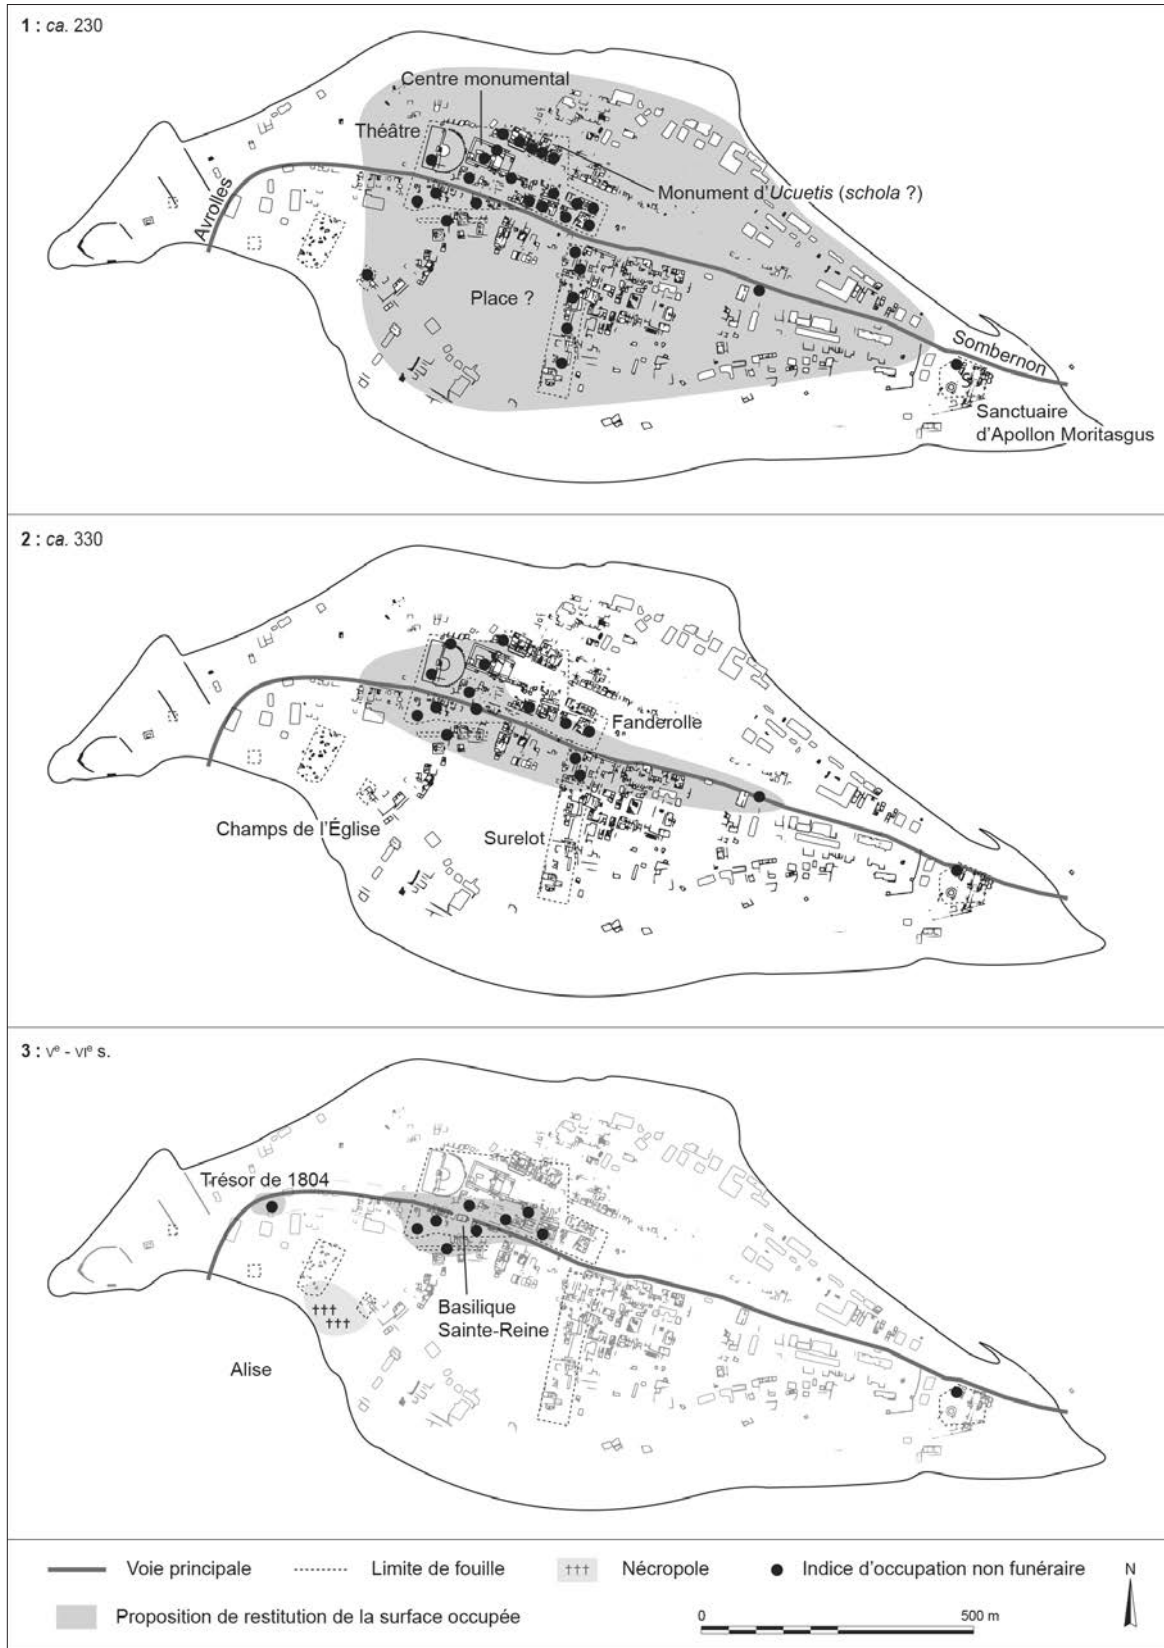 1 : ca. 230
Centre monumental
Théâtre
Monument d'Ucuetis (schola ?)
Avrolles
Place ?
Sombernon
Sanctuaire
d'Apollon Moritasgus
2 : ca. 330
Fanderolle
Champs de l'Église
Surelot
3 : Ve - VIe s.
Trésor de 1804
Basilique
Sainte-Reine
Alise
Voie principale
Limite de fouille
††† Nécropole
Indice d'occupation non funéraire
N
Proposition de restitution de la surface occupée
0 500 m